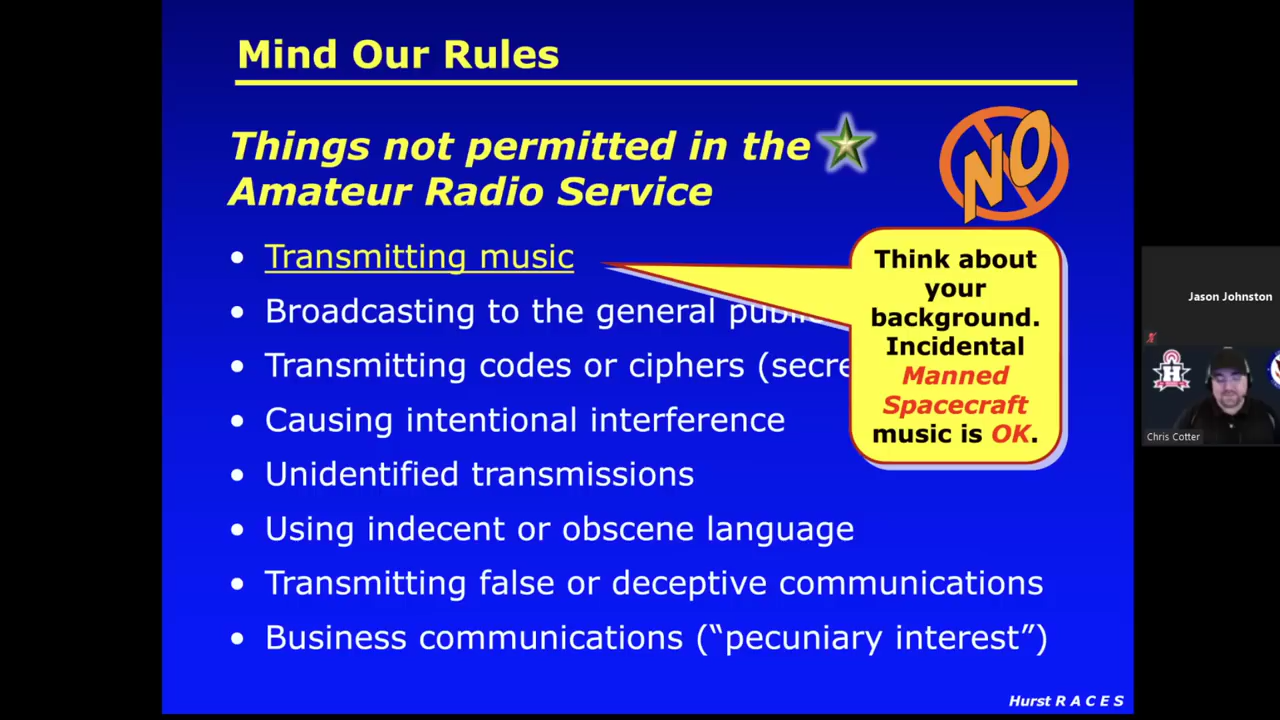 Mind Our Rules
Things not permitted in the
Amateur Radio Service
NO
• Transmitting music
• Broadcasting to the general public
• Transmitting codes or ciphers (secre
• Causing intentional interference
• Unidentified transmissions
• Using indecent or obscene language
• Transmitting false or deceptive communications
• Business communications (“pecuniary interest”)
Think about
your
background.
Incidental
Manned
Spacecraft
music is OK.
Hurst R A C E S
Jason Johnston
H
Chris Cotter